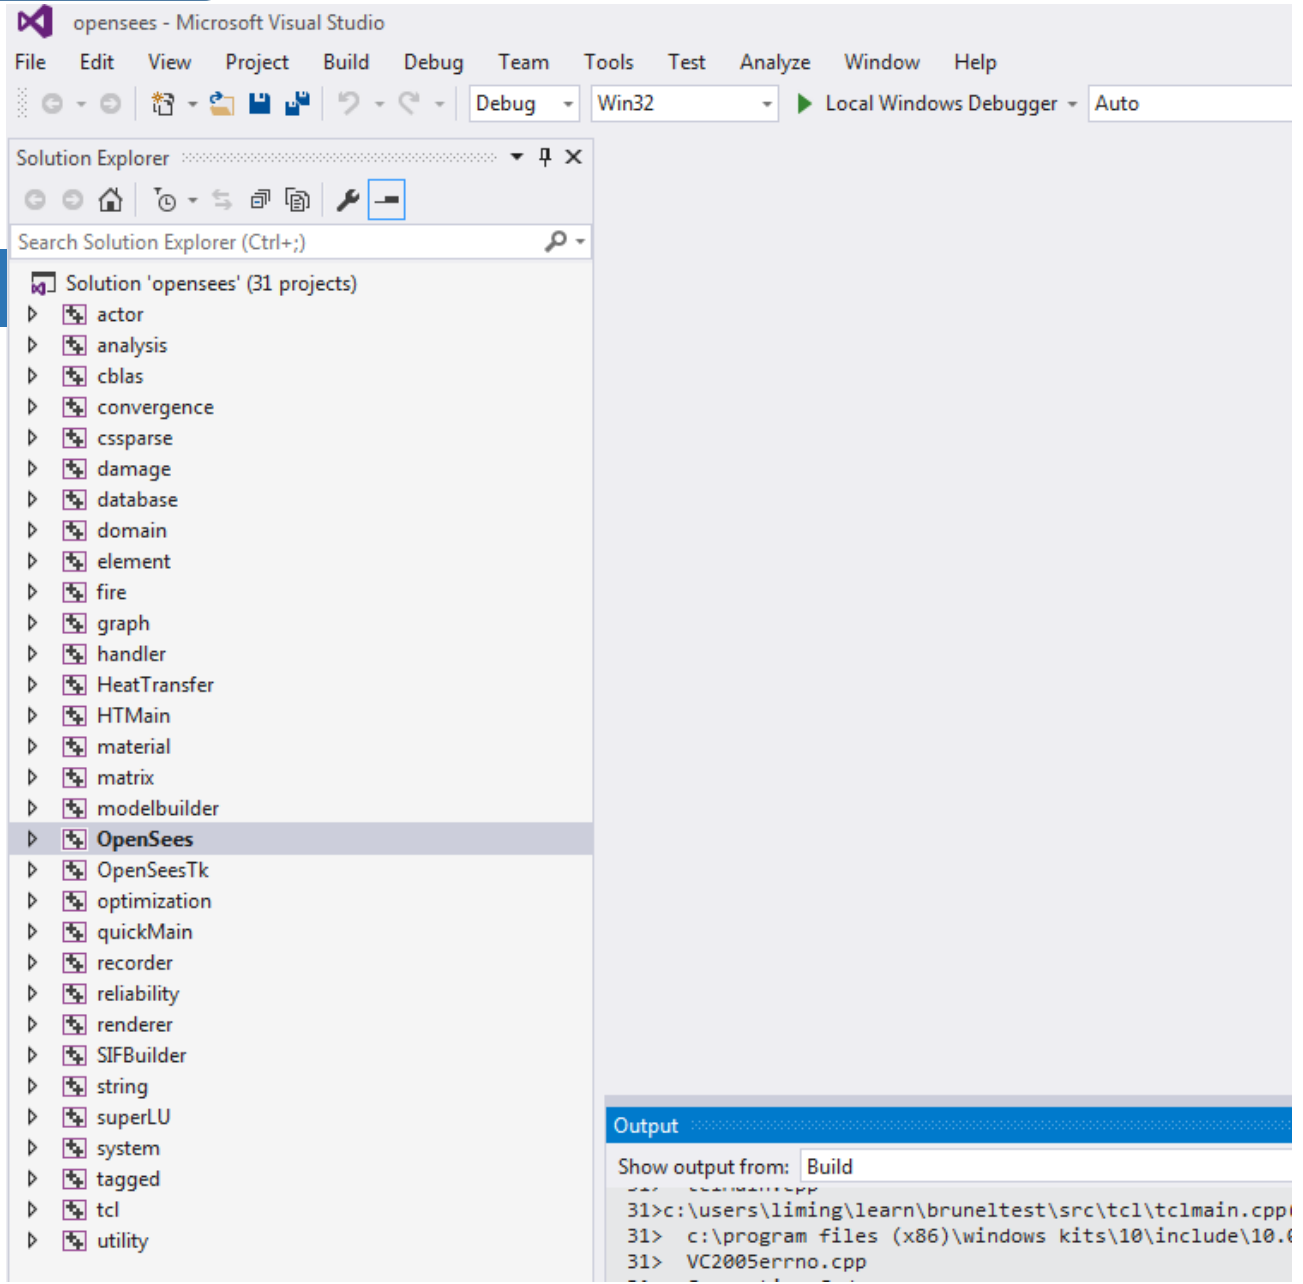 opensees - Microsoft Visual Studio
File Edit View Project Build Debug Team Tools Test Analyze Window Help
Debug Win32 Local Windows Debugger Auto
Solution Explorer
Search Solution Explorer (Ctrl+;)
Solution 'opensees' (31 projects)
actor
analysis
cblas
convergence
cssparse
damage
database
domain
element
fire
graph
handler
HeatTransfer
HTMain
material
matrix
modelbuilder
OpenSees
OpenSeesTk
optimization
quickMain
recorder
reliability
renderer
SIFBuilder
string
superLU
system
tagged
tcl
utility
Output
Show output from: Build
31>c:\users\liming\learn\bruneltest\src\tcl\tclmain.cpp(
31> c:\program files (x86)\windows kits\10\include\10.0
31> VC2005errno.cpp